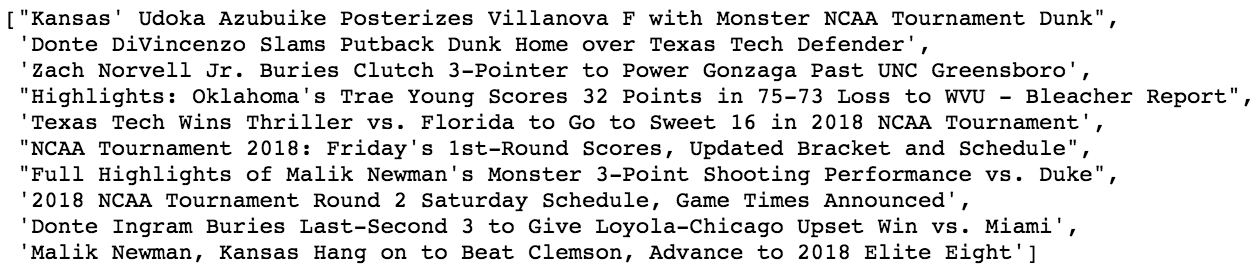 ["Kansas' Udoka Azubuike Posterizes Villanova F with Monster NCAA Tournament Dunk",
'Donte DiVincenzo Slams Putback Dunk Home over Texas Tech Defender',
'Zach Norvell Jr. Buries Clutch 3-Pointer to Power Gonzaga Past UNC Greensboro',
"Highlights: Oklahoma's Trae Young Scores 32 Points in 75-73 Loss to WVU - Bleacher Report",
'Texas Tech Wins Thriller vs. Florida to Go to Sweet 16 in 2018 NCAA Tournament',
"NCAA Tournament 2018: Friday's 1st-Round Scores, Updated Bracket and Schedule",
"Full Highlights of Malik Newman's Monster 3-Point Shooting Performance vs. Duke",
'2018 NCAA Tournament Round 2 Saturday Schedule, Game Times Announced',
'Donte Ingram Buries Last-Second 3 to Give Loyola-Chicago Upset Win vs. Miami',
'Malik Newman, Kansas Hang on to Beat Clemson, Advance to 2018 Elite Eight']